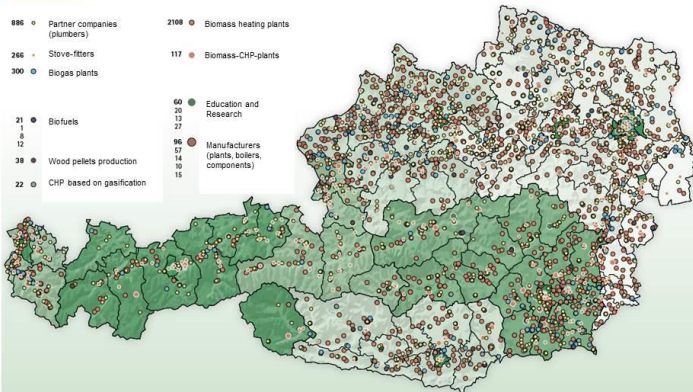 886 Partner companies
(plumbers)
266 Stove-fitters
300 Biogas plants
21 Biofuels
1
8
12
38 Wood pellets production
22 CHP based on gasification
2108 Biomass heating plants
117 Biomass-CHP-plants
60 Education and
20 Research
13
27
96 Manufacturers
57 (plants, boilers,
14 components)
10
15